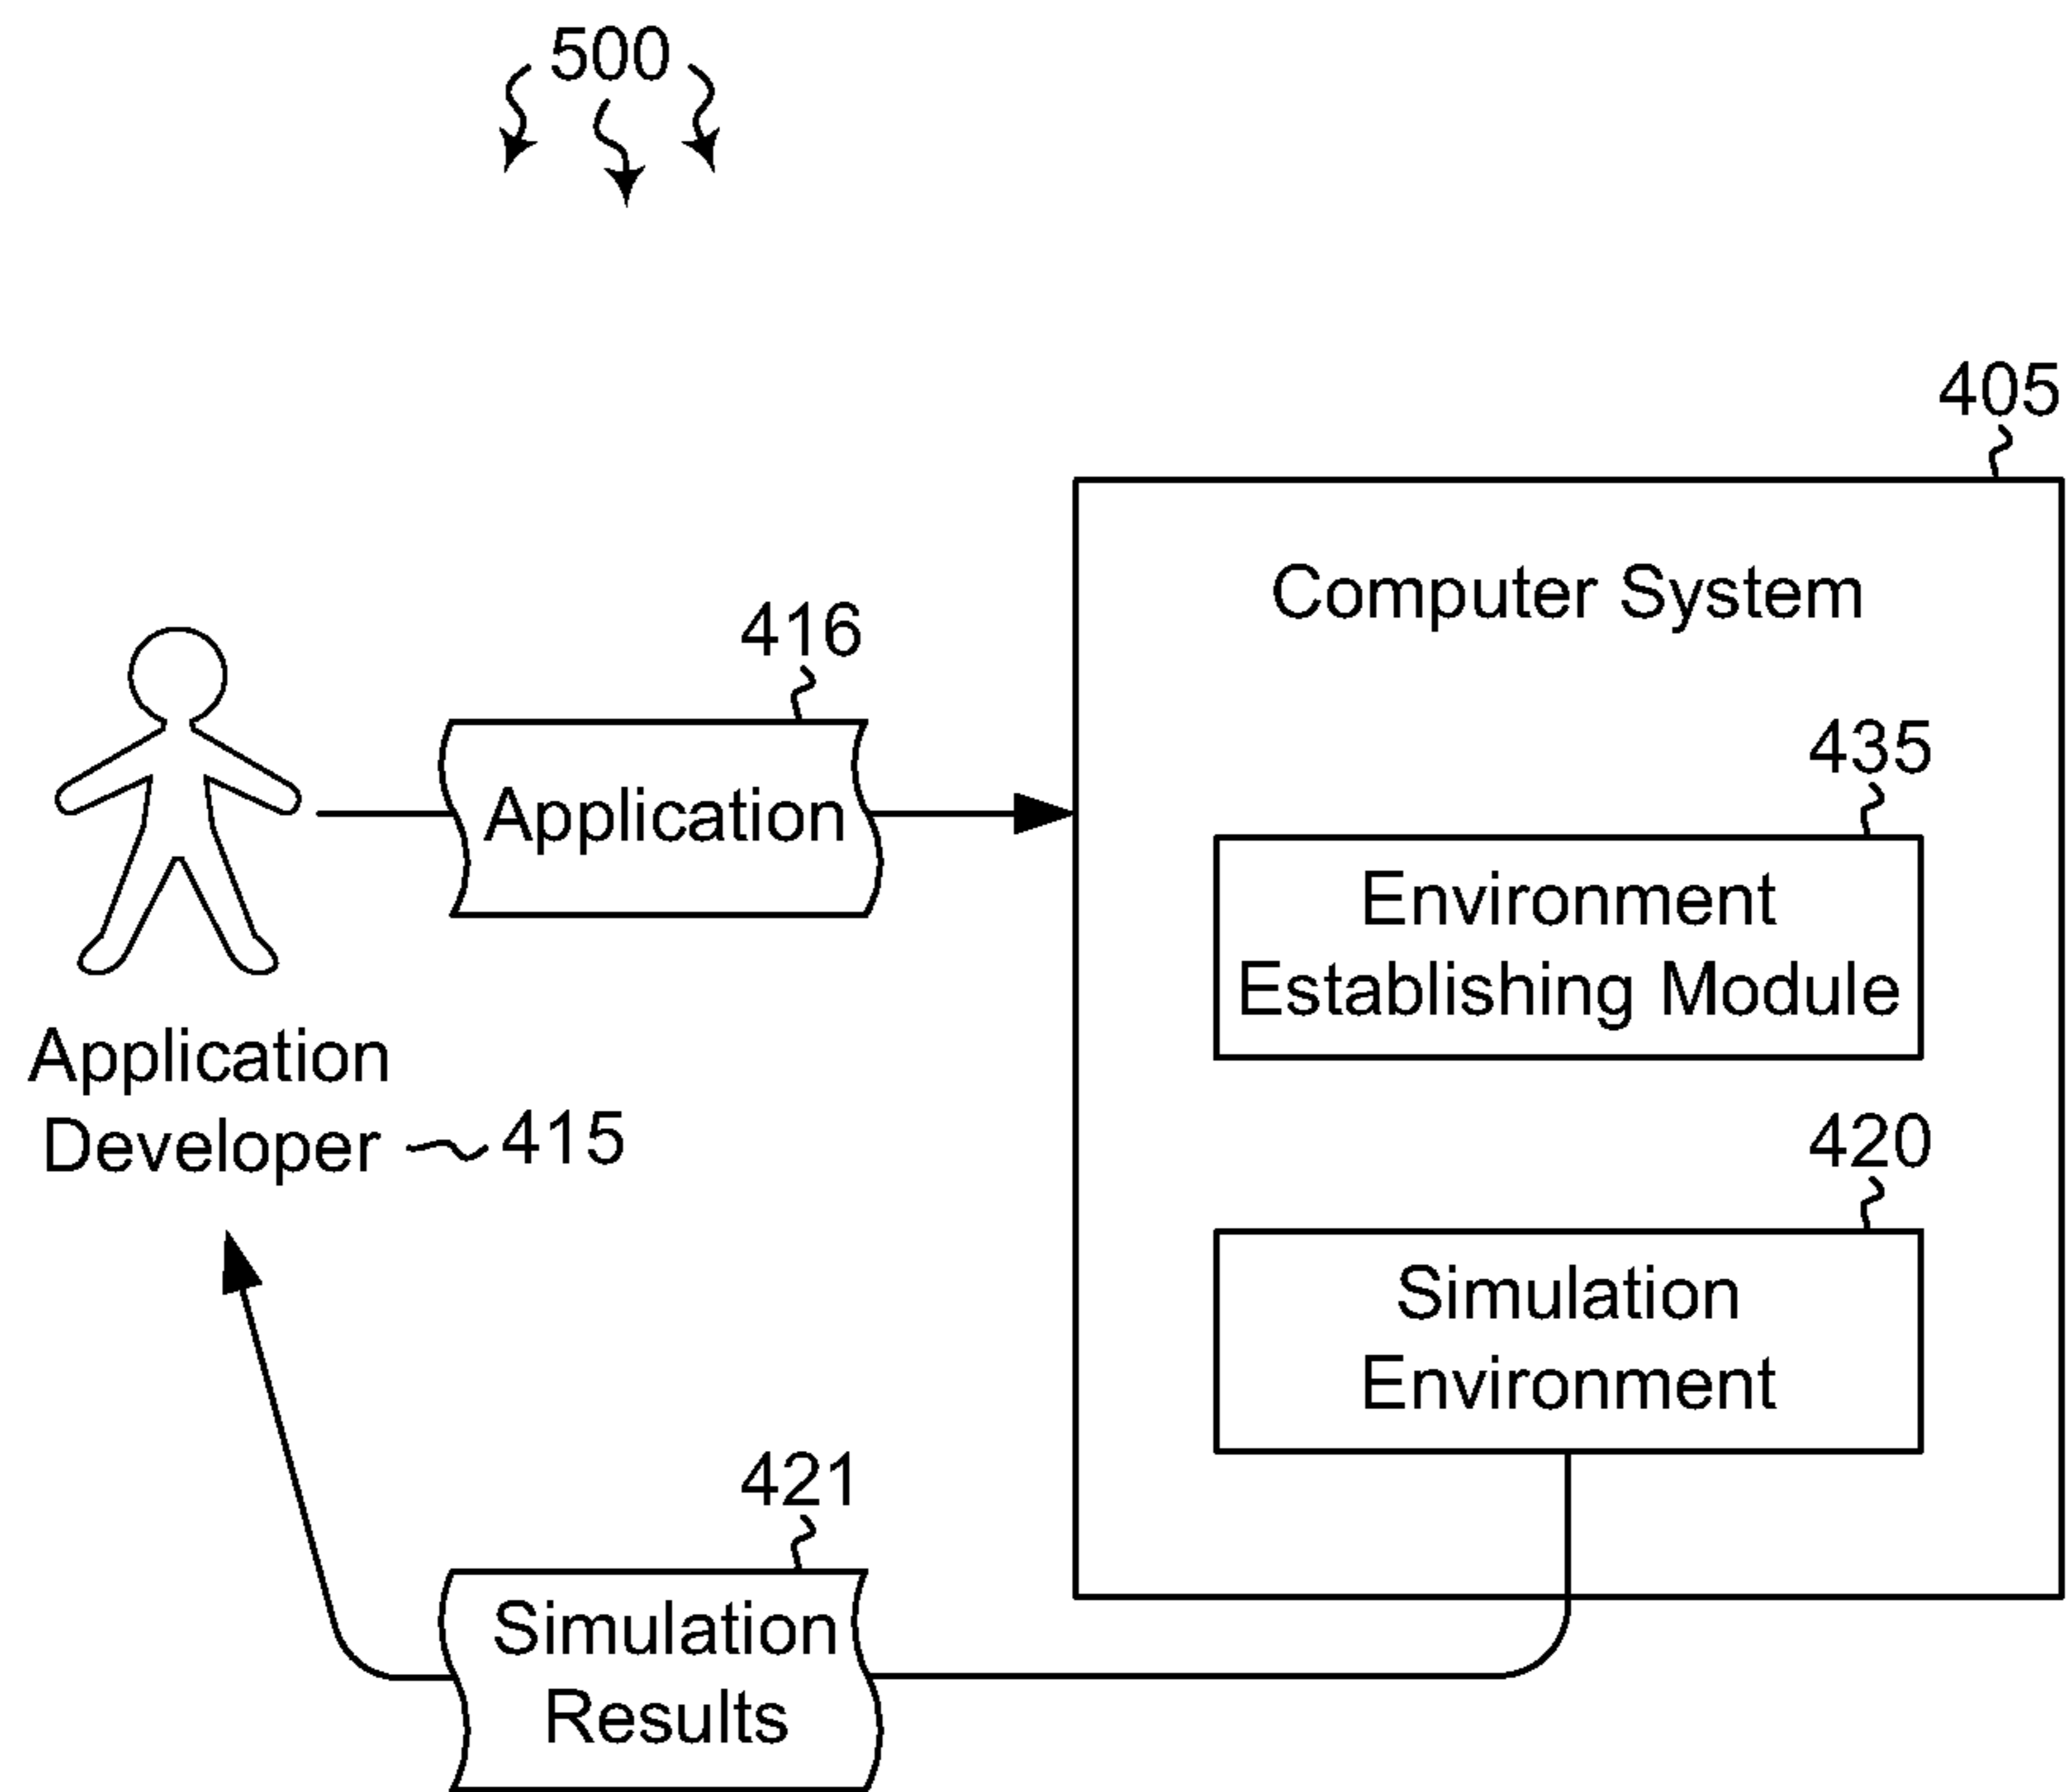 500
405
Computer System
416
Application
435
Environment
Establishing Module
Application
Developer
415
420
Simulation
Environment
421
Simulation
Results